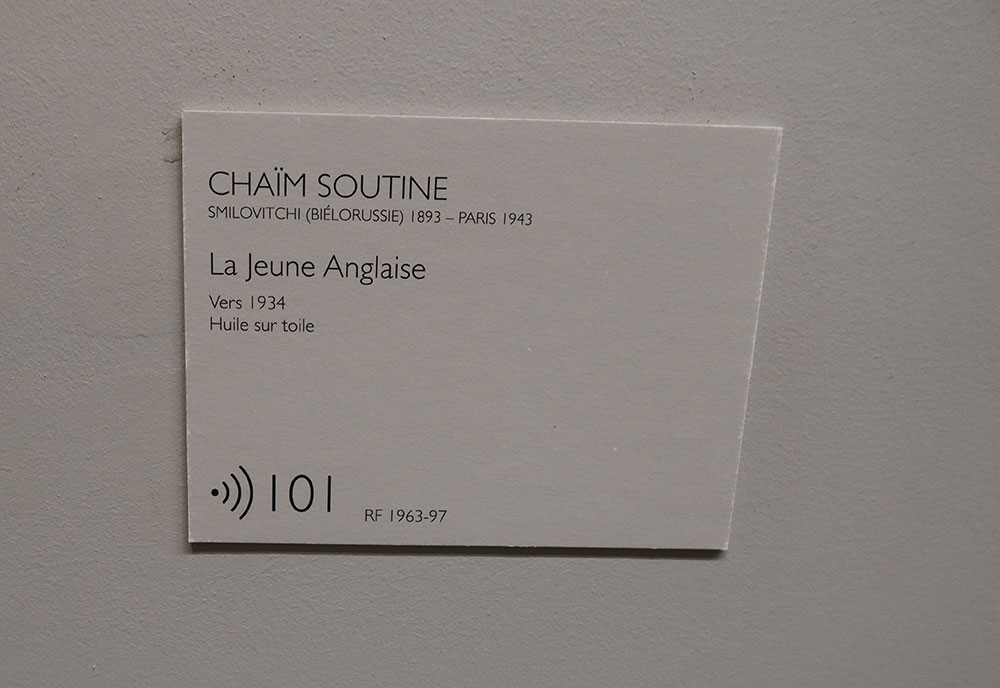 CHAÏM SOUTINE
SMILOVITCHI (BIÉLORUSSIE) 1893 – PARIS 1943
La Jeune Anglaise
Vers 1934
Huile sur toile
101
RF 1963-97